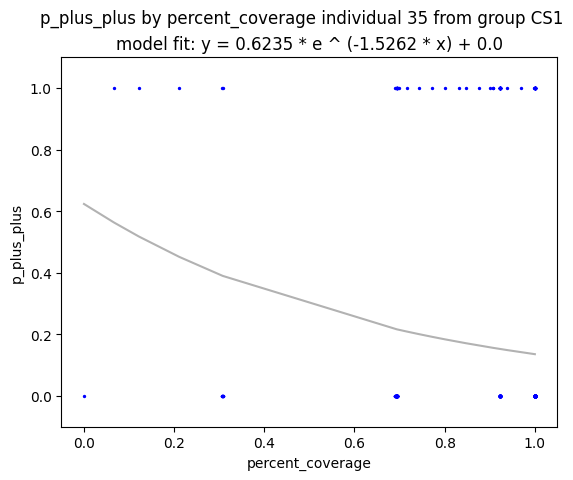 p_plus_plus by percent_coverage individual 35 from group CS1
model fit: y = 0.6235 * e ^ (-1.5262 * x) + 0.0
1.0
0.8
0.6
0.4
0.2
0.0
p_plus_plus
0.0 0.2 0.4 0.6 0.8 1.0
percent_coverage